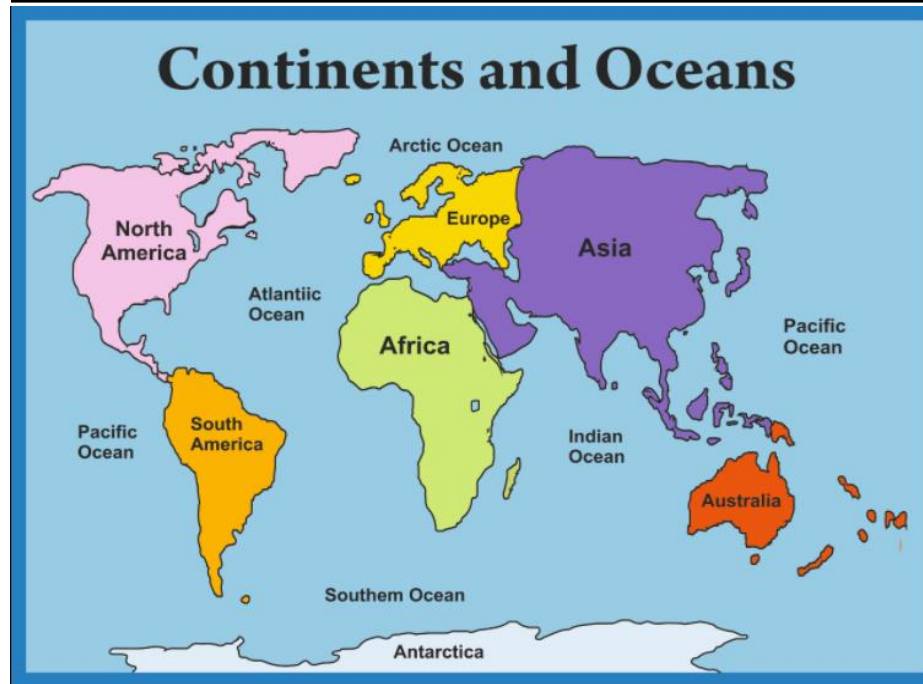 Continents and Oceans
Arctic Ocean
North
America
Europe
Asia
Atlantiic
Ocean
Africa
Pacific
Ocean
South
America
Pacific
Ocean
Indian
Ocean
Australia
Southem Ocean
Antarctica